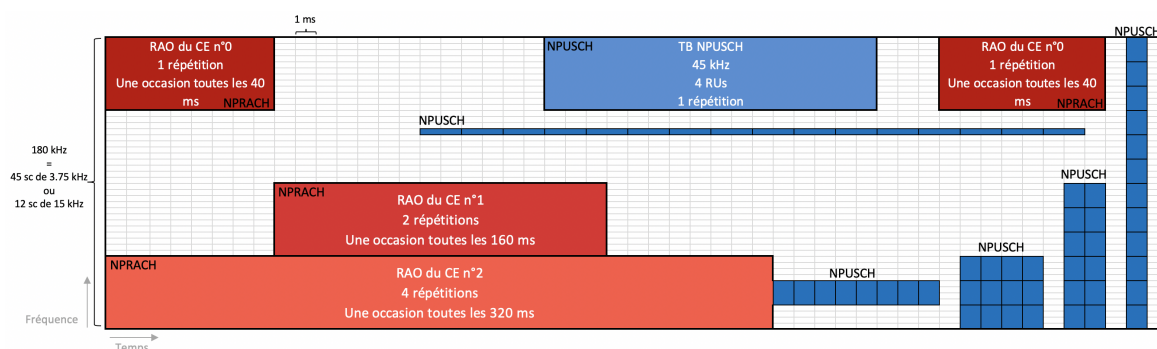 1 ms
NPUSCH
RAO du CE n°0
1 répétition
Une occasion toutes les 40
ms
NPRACH
NPUSCH
TB NPUSCH
45 kHz
4 RUs
1 répétition
RAO du CE n°0
1 répétition
Une occasion toutes les 40
ms
NPRACH
NPUSCH
180 kHz
=
45 sc de 3.75 kHz
ou
12 sc de 15 kHz
NPUSCH
NPRACH
RAO du CE n°1
2 répétitions
Une occasion toutes les 160 ms
NPUSCH
NPRACH
RAO du CE n°2
4 répétitions
Une occasion toutes les 320 ms
NPUSCH
Fréquence
Temps